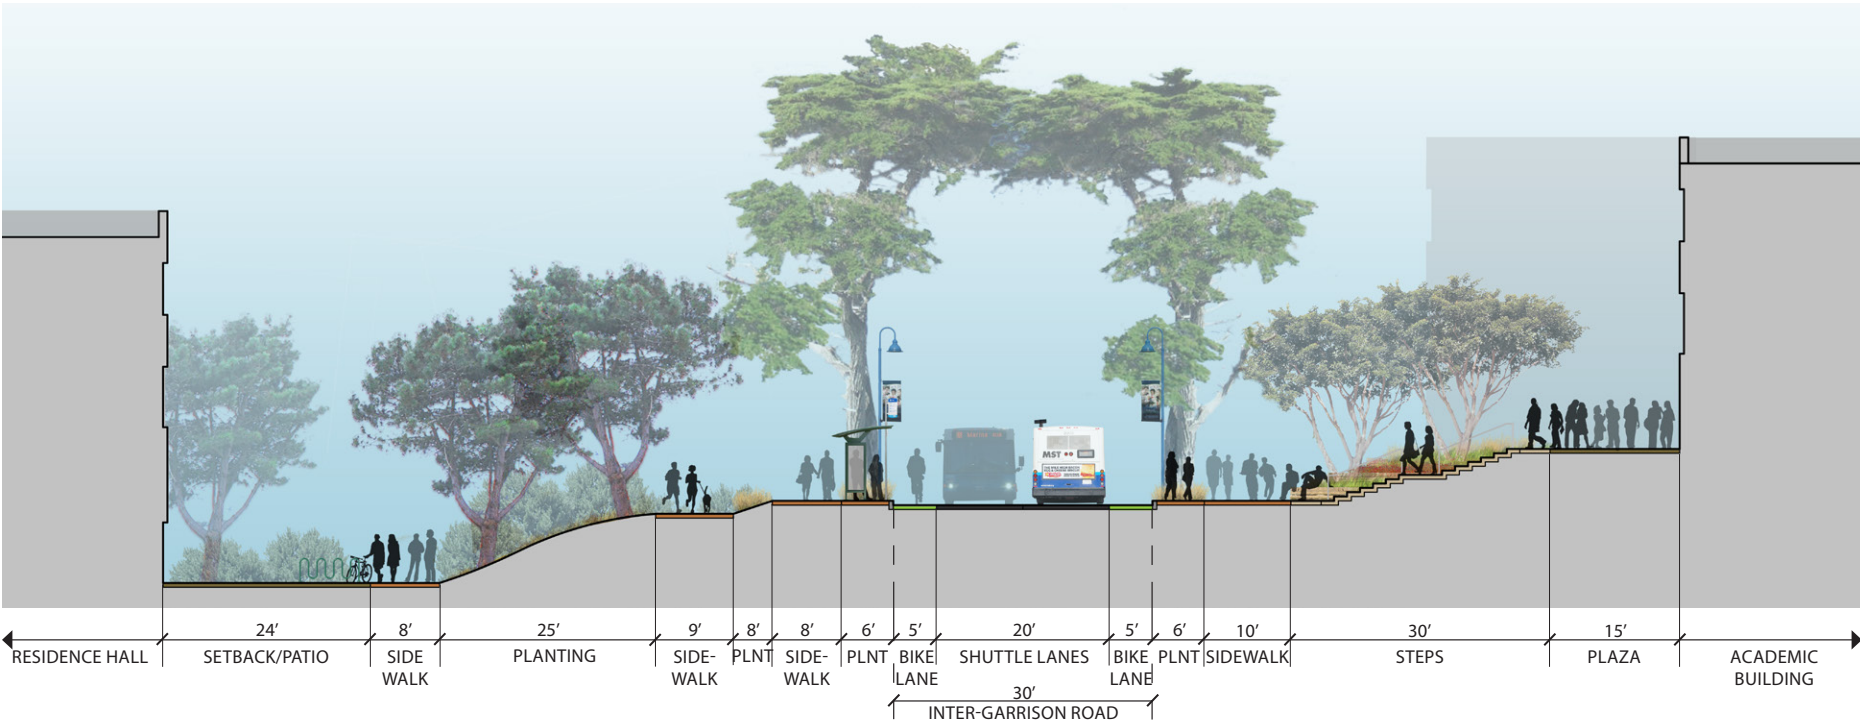 MST
24’
8’
25’
9’
8’
8’
6’
5’
20’
5’
6’
10’
30’
15’
RESIDENCE HALL
SETBACK/PATIO
SIDE
WALK
PLANTING
SIDE-
WALK
PLNT
SIDE-
WALK
PLNT
BIKE
LANE
SHUTTLE LANES
BIKE
LANE
PLNT
SIDEWALK
STEPS
PLAZA
ACADEMIC
BUILDING
30’
INTER-GARRISON ROAD